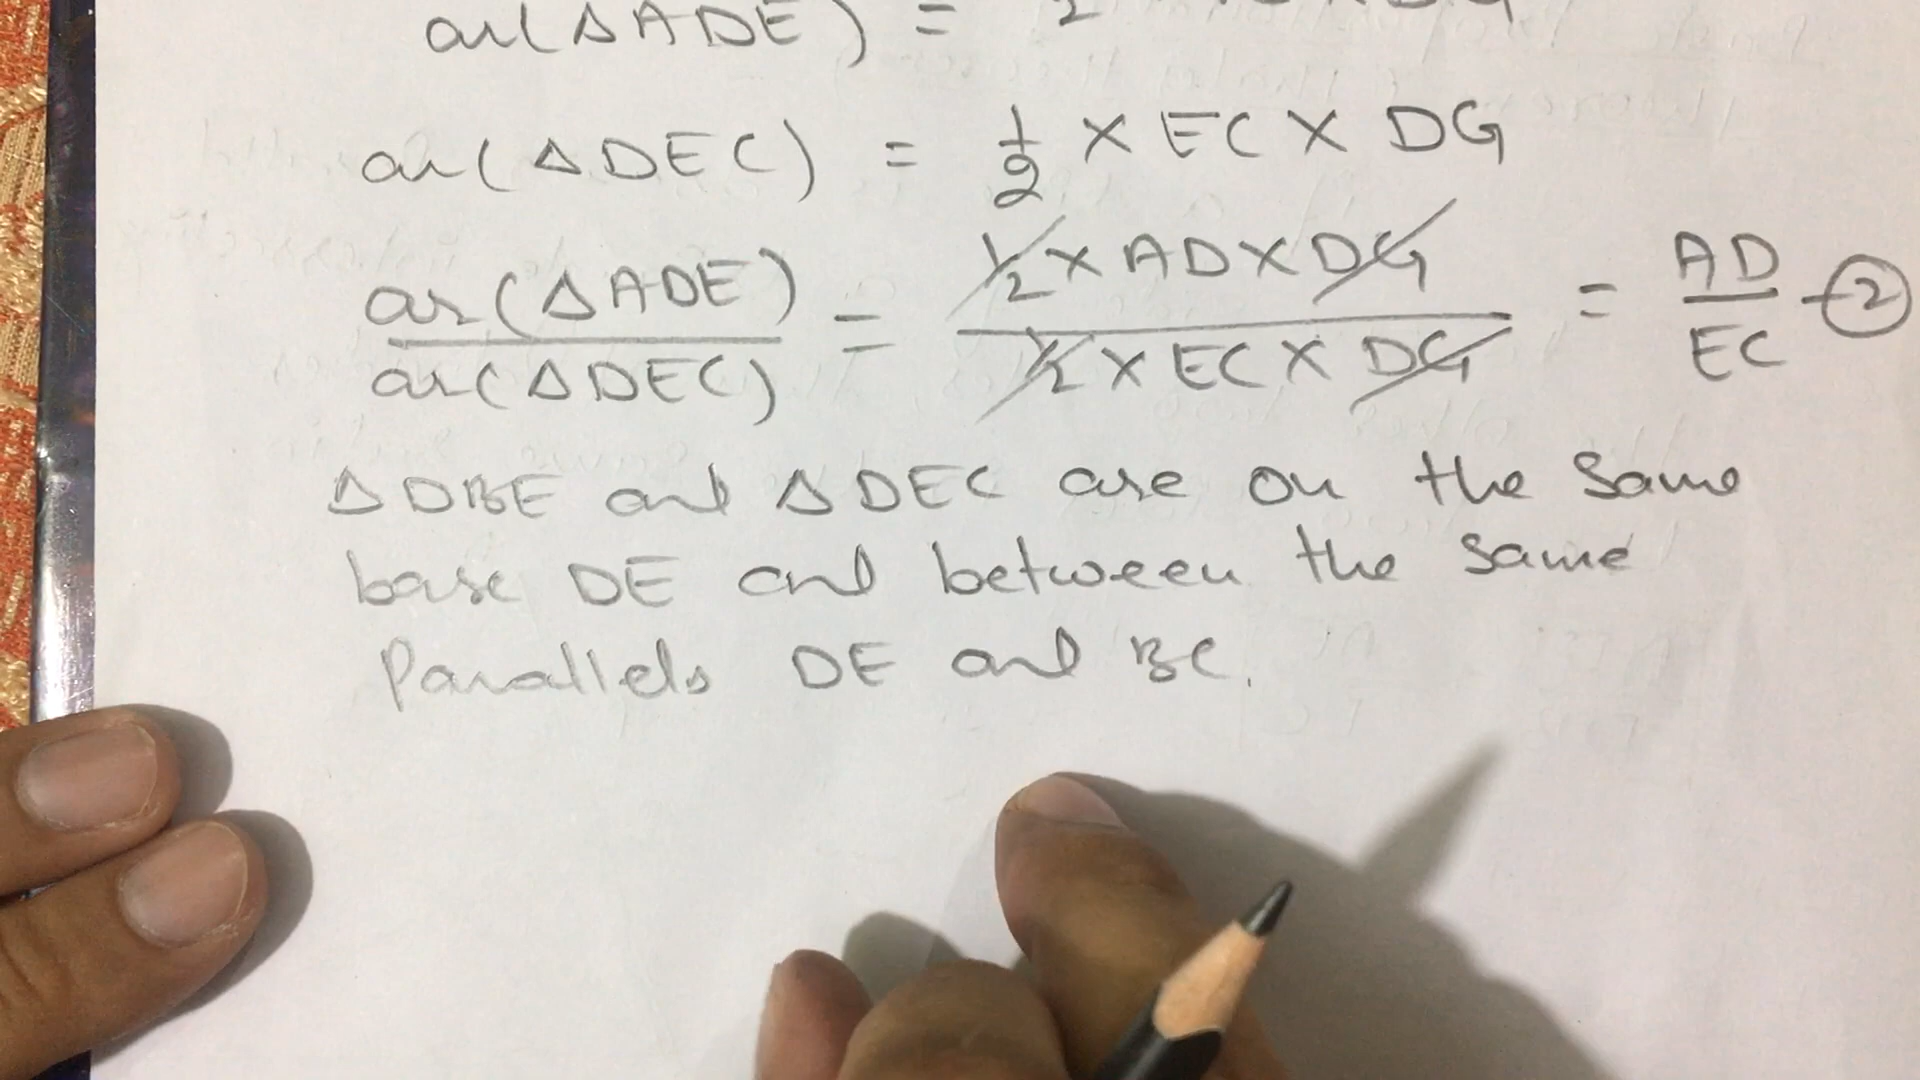 ar(ΔADE) =
ar(ΔDEC) = 1/2 × EC × DG
ar(ΔADE)/ar(ΔDEC) = 1/2 × AD × DG / 1/2 × EC × DG = AD/EC - ②
ΔDBE and ΔDEC are on the same
base DE and between the same
Parallels DE and BC.